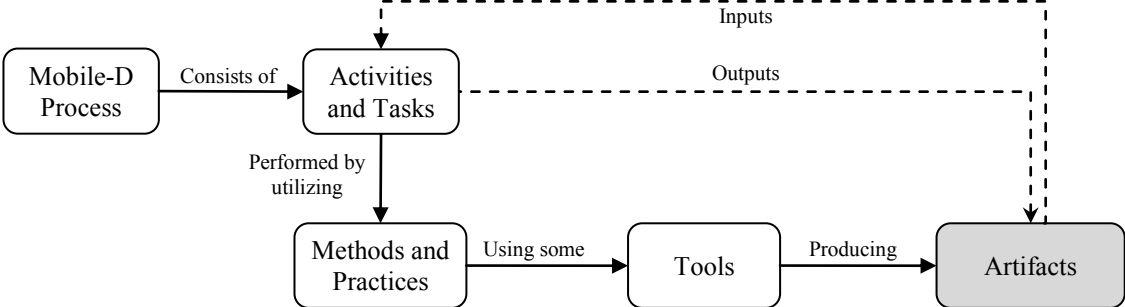 Inputs
Mobile-D
Process
Consists of
Activities
and Tasks
Outputs
Performed by
utilizing
Methods and
Practices
Using some
Tools
Producing
Artifacts